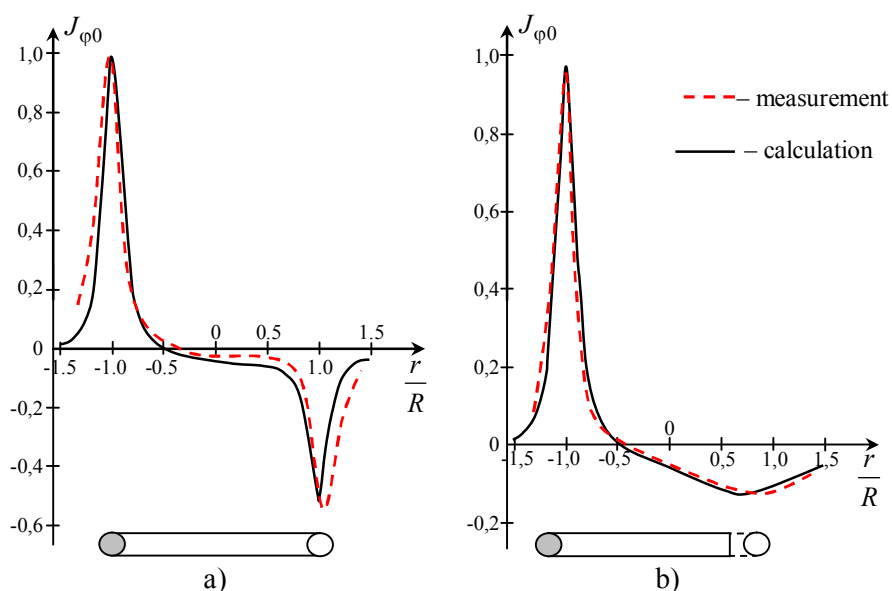 J φ0
1,0
0,8
0,6
0,4
0,2
0
-0,2
-0,4
-0,6
-1.5 -1.0 -0.5 0 0.5 1.0 1.5
r
R
a)
J φ0
1,0
0,8
0,6
0,4
0,2
0
-0,2
-1,5 -1,0 -0,5 0 0,5 1,0 1,5
r
R
b)
– measurement
– calculation